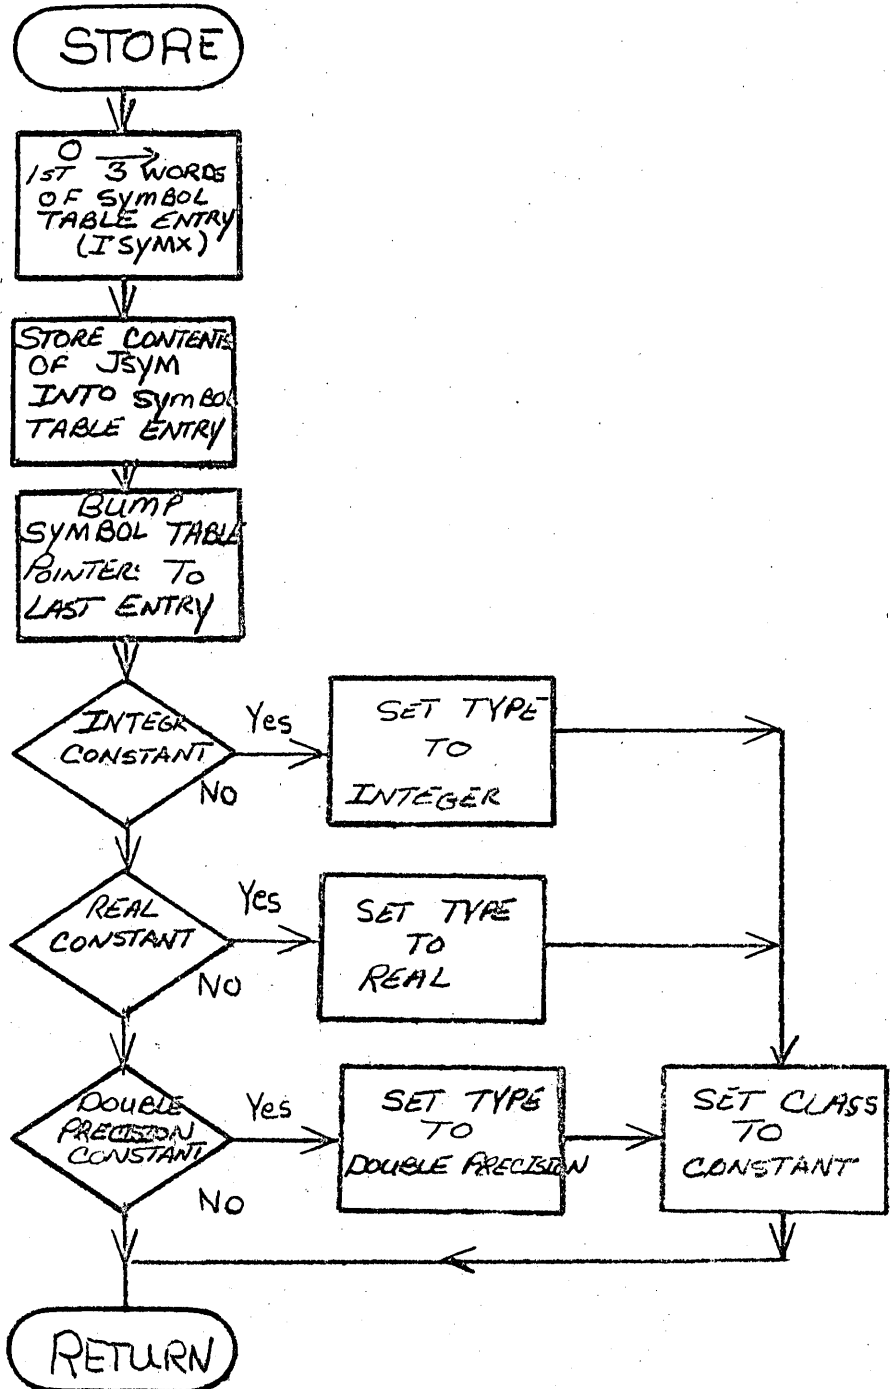 STORE
O →
1ST 3 WORDS
OF SYMBOL
TABLE ENTRY
(ISYMX)
STORE CONTENTS
OF JSYM
INTO SYMBOL
TABLE ENTRY
BUMP
SYMBOL TABLE
POINTER: TO
LAST ENTRY
INTEGR
CONSTANT
Yes
No
SET TYPE
TO
INTEGER
REAL
CONSTANT
Yes
No
SET TYPE
TO
REAL
DOUBLE
PRECISION
CONSTANT
Yes
No
SET TYPE
TO
DOUBLE PRECISION
SET CLASS
TO
CONSTANT
RETURN